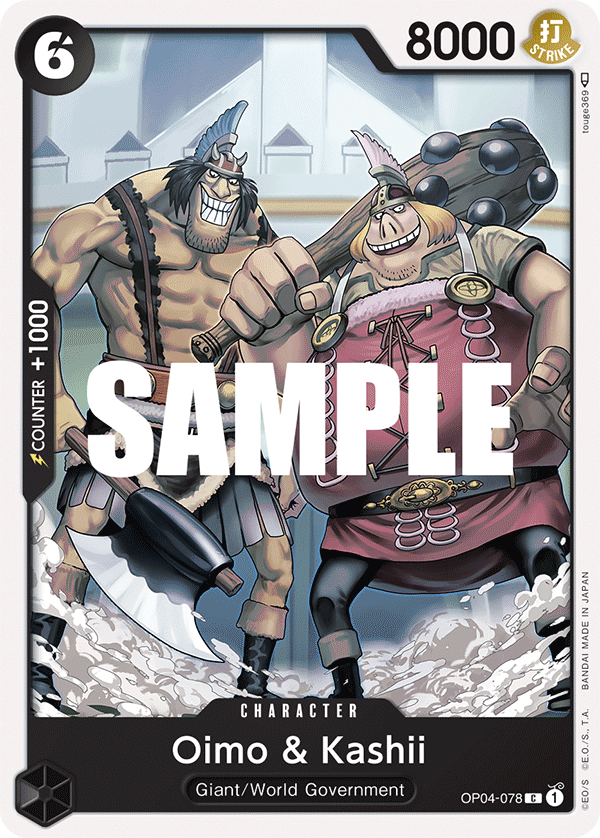 6
8000
打
STRIKE
touge369
COUNTER +1000
SAMPLE
BANDAI MADE IN JAPAN
©EO/S ©E.O./S., T.A.
CHARACTER
Oimo & Kashii
Giant/World Government
OP04-078 C 1